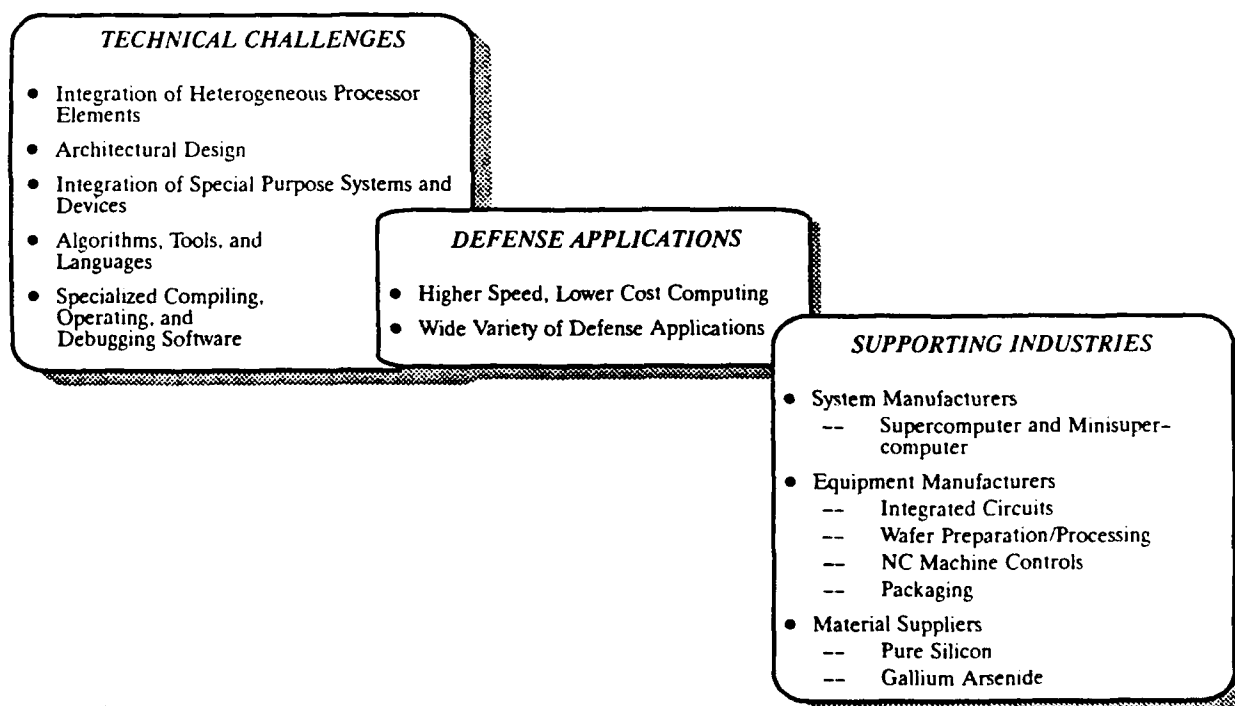 TECHNICAL CHALLENGES
● Integration of Heterogeneous Processor
Elements
● Architectural Design
● Integration of Special Purpose Systems and
Devices
● Algorithms, Tools, and
Languages
● Specialized Compiling,
Operating, and
Debugging Software
DEFENSE APPLICATIONS
● Higher Speed, Lower Cost Computing
● Wide Variety of Defense Applications
SUPPORTING INDUSTRIES
● System Manufacturers
-- Supercomputer and Minisuper-
computer
● Equipment Manufacturers
-- Integrated Circuits
-- Wafer Preparation/Processing
-- NC Machine Controls
-- Packaging
● Material Suppliers
-- Pure Silicon
-- Gallium Arsenide